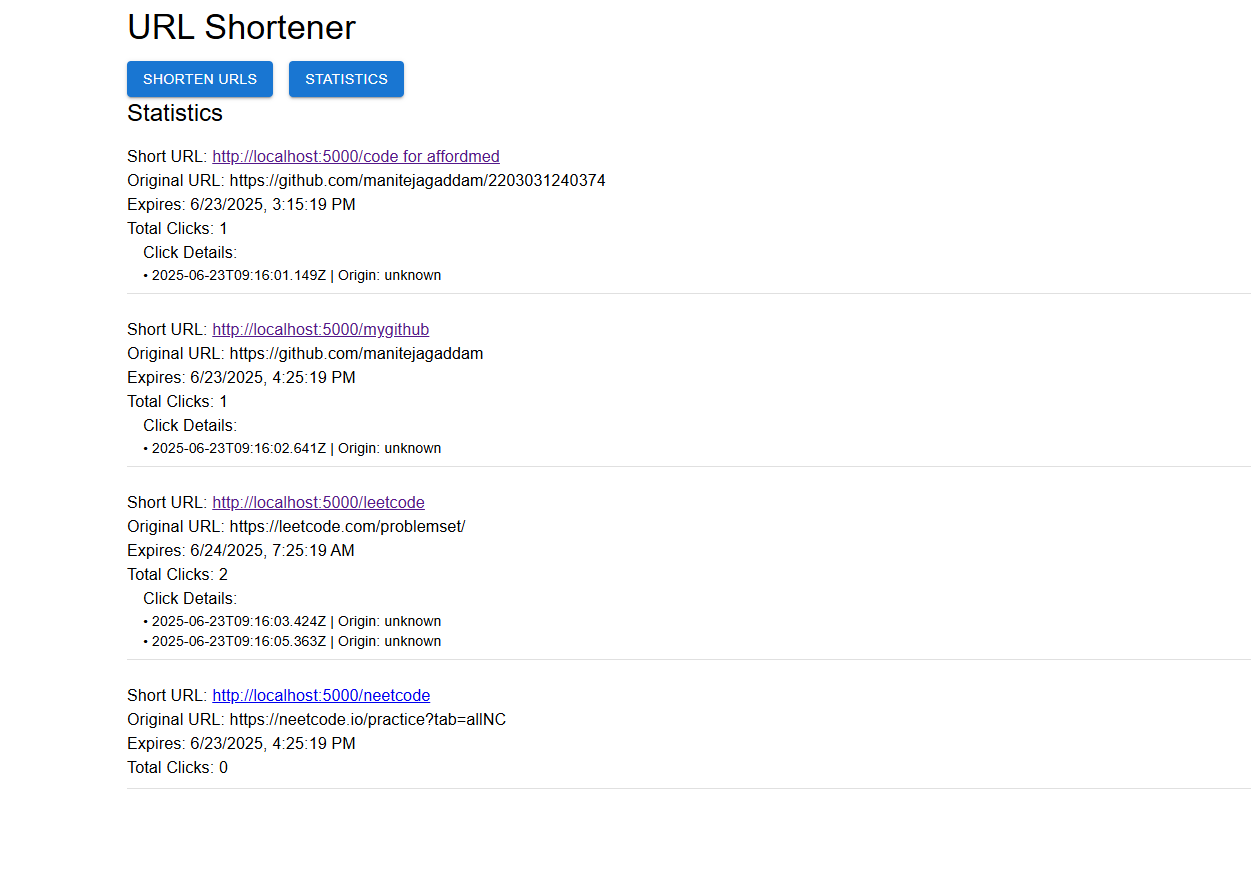 URL Shortener
SHORTEN URLS STATISTICS
Statistics
Short URL: http://localhost:5000/code for affordmed
Original URL: https://github.com/manitejagaddam/2203031240374
Expires: 6/23/2025, 3:15:19 PM
Total Clicks: 1
Click Details:
• 2025-06-23T09:16:01.149Z | Origin: unknown
Short URL: http://localhost:5000/mygithub
Original URL: https://github.com/manitejagaddam
Expires: 6/23/2025, 4:25:19 PM
Total Clicks: 1
Click Details:
• 2025-06-23T09:16:02.641Z | Origin: unknown
Short URL: http://localhost:5000/leetcode
Original URL: https://leetcode.com/problemset/
Expires: 6/24/2025, 7:25:19 AM
Total Clicks: 2
Click Details:
• 2025-06-23T09:16:03.424Z | Origin: unknown
• 2025-06-23T09:16:05.363Z | Origin: unknown
Short URL: http://localhost:5000/neetcode
Original URL: https://neetcode.io/practice?tab=allNC
Expires: 6/23/2025, 4:25:19 PM
Total Clicks: 0